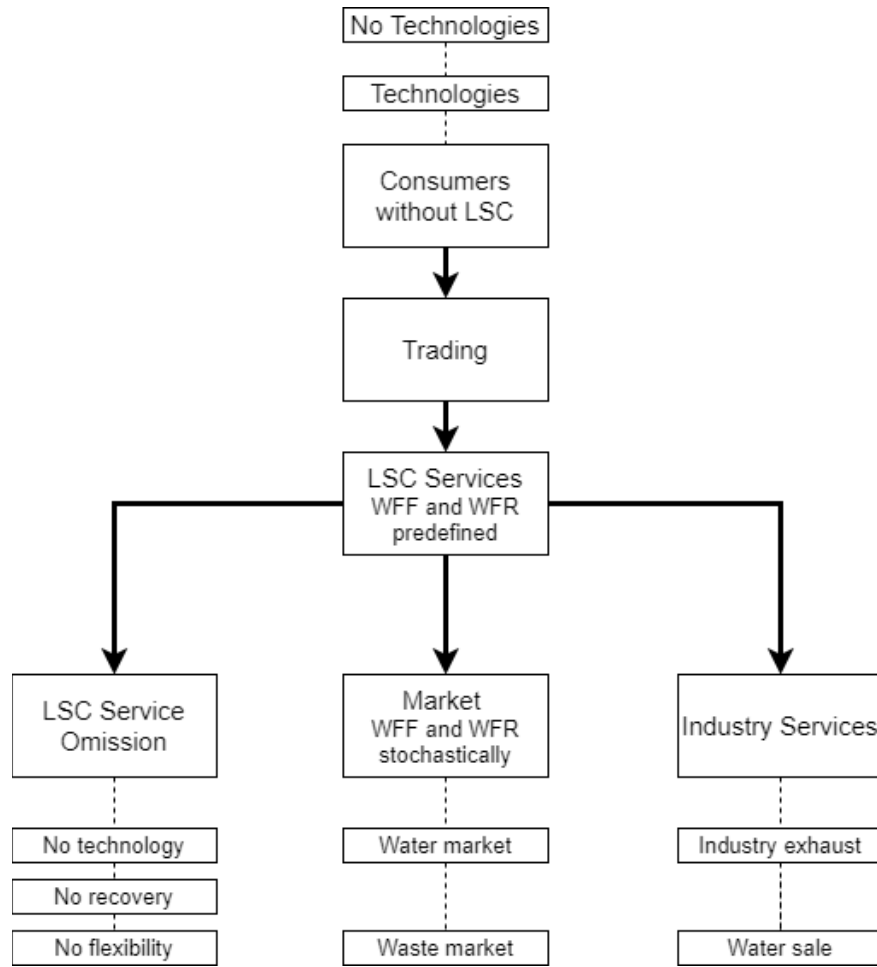 No Technologies
Technologies
Consumers
without LSC
Trading
LSC Services
WFF and WFR
predefined
LSC Service
Omission
Market
WFF and WFR
stochastically
Industry Services
No technology
Water market
Industry exhaust
No recovery
No flexibility
Waste market
Water sale